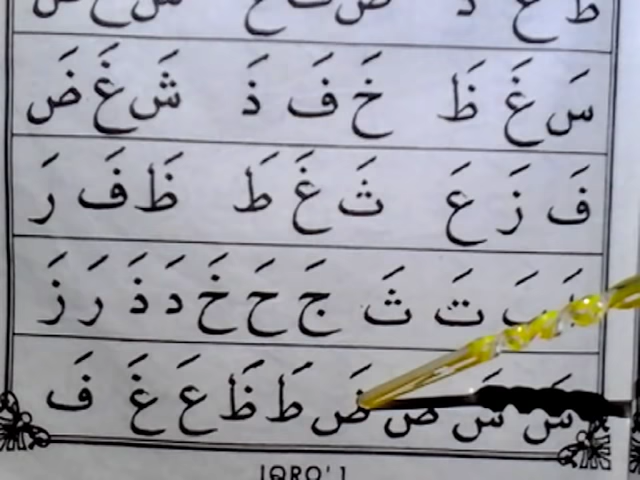 سَ غَ ظَ خَ فَ ذَ شَ غَ ضَ
فَ زَ عَ ثَ غَ طَ ظَ فَ رَ
بَ تَ ثَ جَ حَ خَ دَ ذَ رَ زَ
سَ شَ صَ ضَ طَ ظَ عَ غَ فَ
IQRO' 1